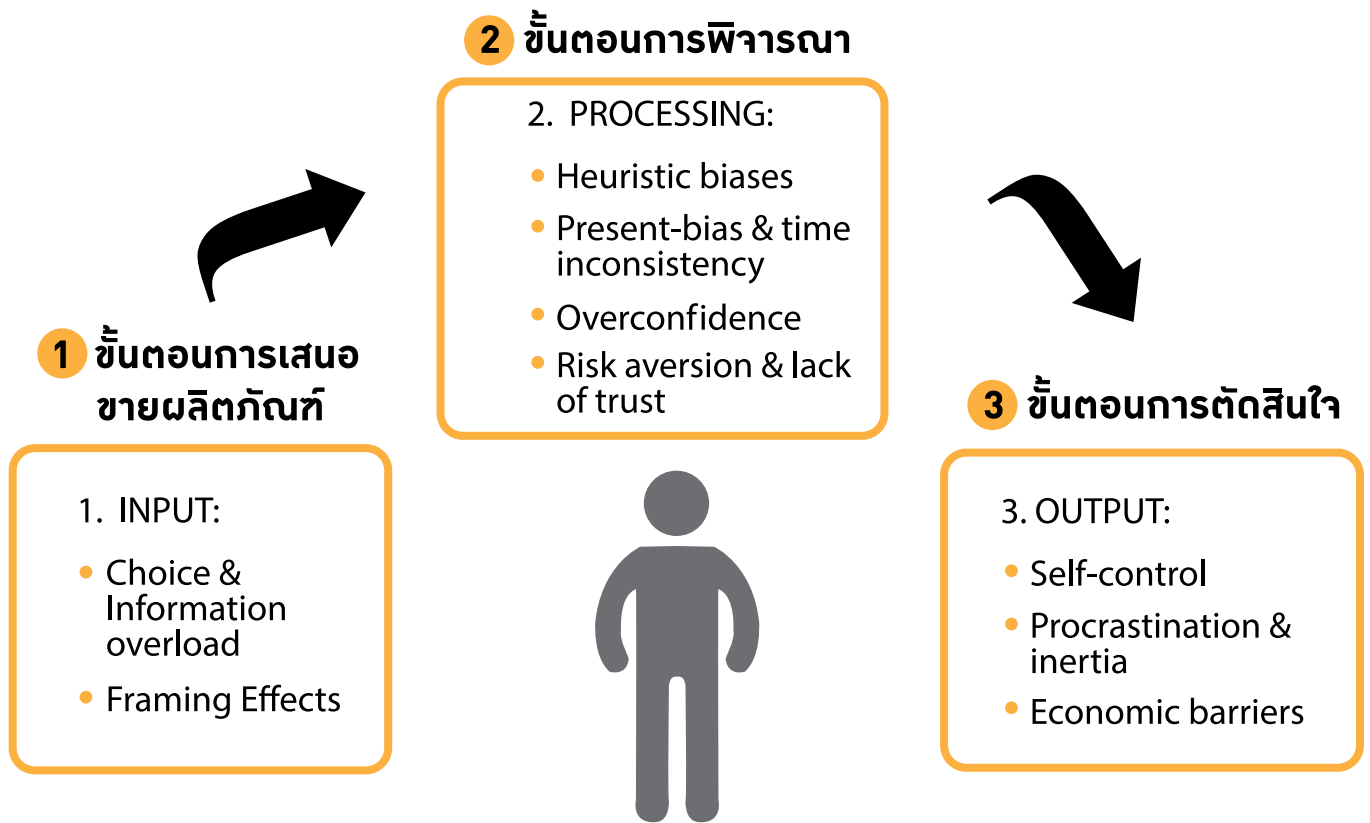 1 ขั้นตอนการเสนอ
ขายผลิตภัณฑ์
1. INPUT:
• Choice &
Information
overload
• Framing Effects
2 ขั้นตอนการพิจารณา
2. PROCESSING:
• Heuristic biases
• Present-bias & time
inconsistency
• Overconfidence
• Risk aversion & lack
of trust
3 ขั้นตอนการตัดสินใจ
3. OUTPUT:
• Self-control
• Procrastination &
inertia
• Economic barriers